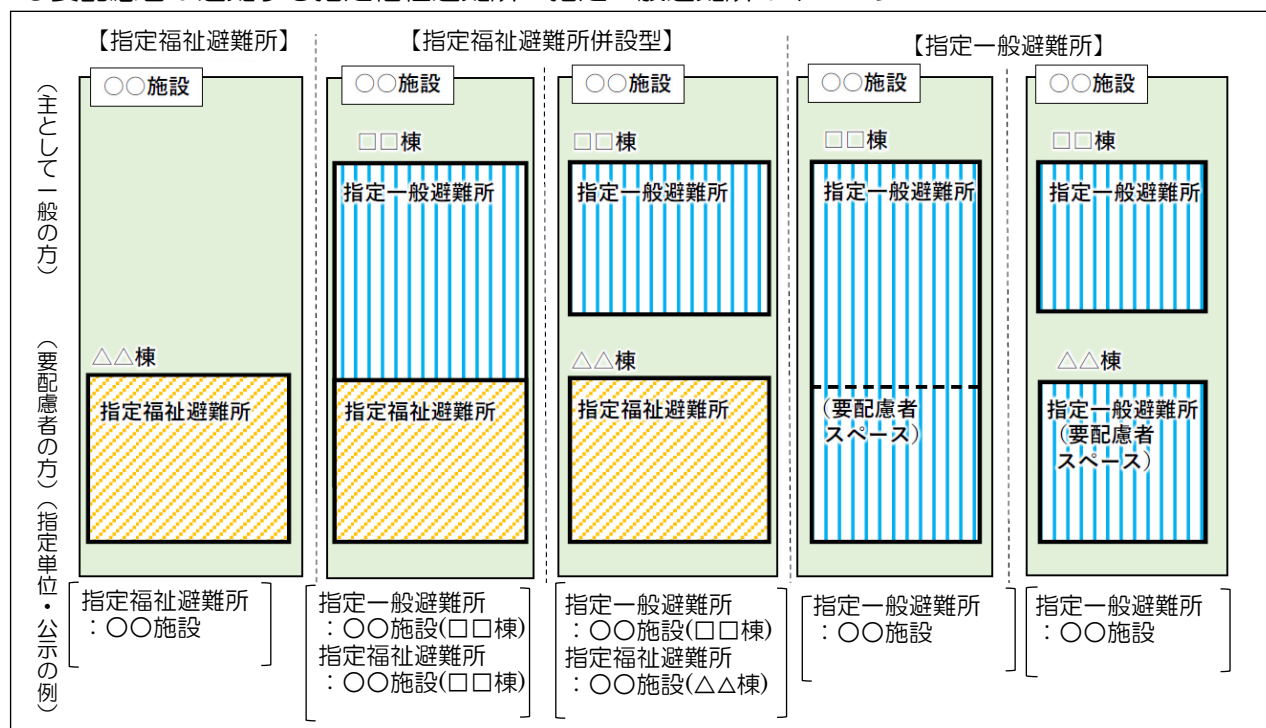 【指定福祉避難所】
【指定福祉避難所併設型】
【指定一般避難所】
（主として一般の方）
（要配慮者の方）
（指定単位・公示の例）
○○施設
△△棟
指定福祉避難所
指定福祉避難所
：○○施設
○○施設
□□棟
指定一般避難所
指定福祉避難所
指定一般避難所
：○○施設(□□棟)
指定福祉避難所
：○○施設(□□棟)
○○施設
□□棟
指定一般避難所
△△棟
指定福祉避難所
指定一般避難所
：○○施設(□□棟)
指定福祉避難所
：○○施設(△△棟)
○○施設
□□棟
指定一般避難所
(要配慮者
スペース)
指定一般避難所
：○○施設
○○施設
□□棟
指定一般避難所
△△棟
指定一般避難所
(要配慮者
スペース)
指定一般避難所
：○○施設